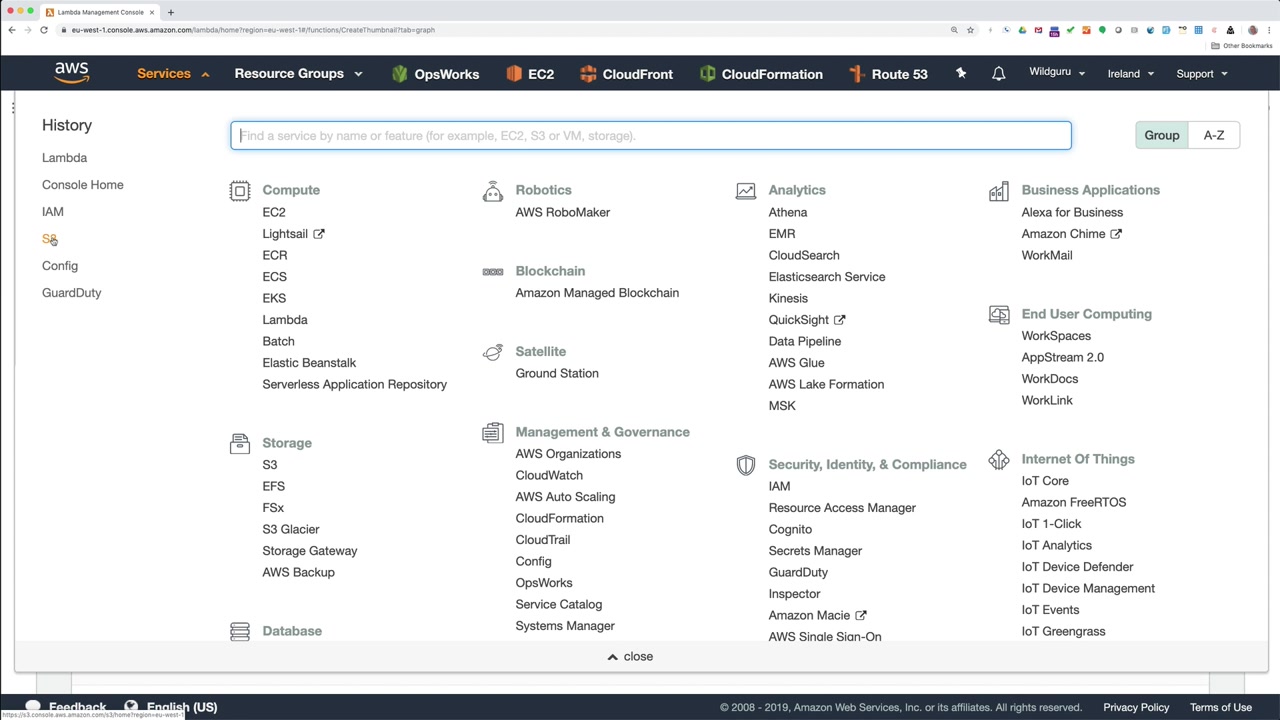 Lambda Management Console
eu-west-1.console.aws.amazon.com/lambda/home?region=eu-west-1#/functions/CreateThumbnail?tab=graph
Other Bookmarks
aws
Services
Resource Groups
OpsWorks
EC2
CloudFront
CloudFormation
Route 53
Wildguru
Ireland
Support
History
Lambda
Console Home
IAM
S3
Config
GuardDuty
Find a service by name or feature (for example, EC2, S3 or VM, storage).
Group
A-Z
Compute
EC2
Lightsail
ECR
ECS
EKS
Lambda
Batch
Elastic Beanstalk
Serverless Application Repository
Storage
S3
EFS
FSx
S3 Glacier
Storage Gateway
AWS Backup
Database
Robotics
AWS RoboMaker
Blockchain
Amazon Managed Blockchain
Satellite
Ground Station
Management & Governance
AWS Organizations
CloudWatch
AWS Auto Scaling
CloudFormation
CloudTrail
Config
OpsWorks
Service Catalog
Systems Manager
Analytics
Athena
EMR
CloudSearch
Elasticsearch Service
Kinesis
QuickSight
Data Pipeline
AWS Glue
AWS Lake Formation
MSK
Security, Identity, & Compliance
IAM
Resource Access Manager
Cognito
Secrets Manager
GuardDuty
Inspector
Amazon Macie
AWS Single Sign-On
Business Applications
Alexa for Business
Amazon Chime
WorkMail
End User Computing
WorkSpaces
AppStream 2.0
WorkDocs
WorkLink
Internet Of Things
IoT Core
Amazon FreeRTOS
IoT 1-Click
IoT Analytics
IoT Device Defender
IoT Device Management
IoT Events
IoT Greengrass
close
Feedback
English (US)
© 2008 - 2019, Amazon Web Services, Inc. or its affiliates. All rights reserved.
Privacy Policy
Terms of Use
https://s3.console.aws.amazon.com/s3/home?region=eu-west-1